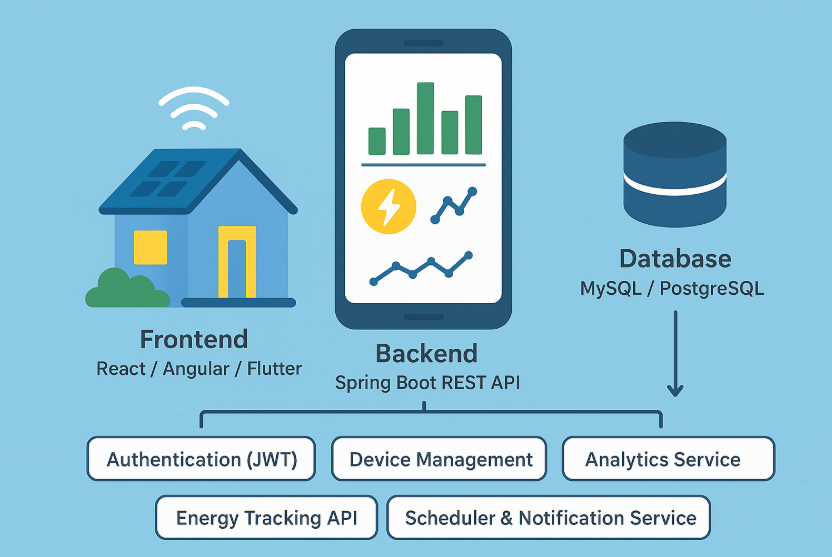 Frontend
React / Angular / Flutter
Backend
Spring Boot REST API
Database
MySQL / PostgreSQL
Authentication (JWT)
Device Management
Analytics Service
Energy Tracking API
Scheduler & Notification Service